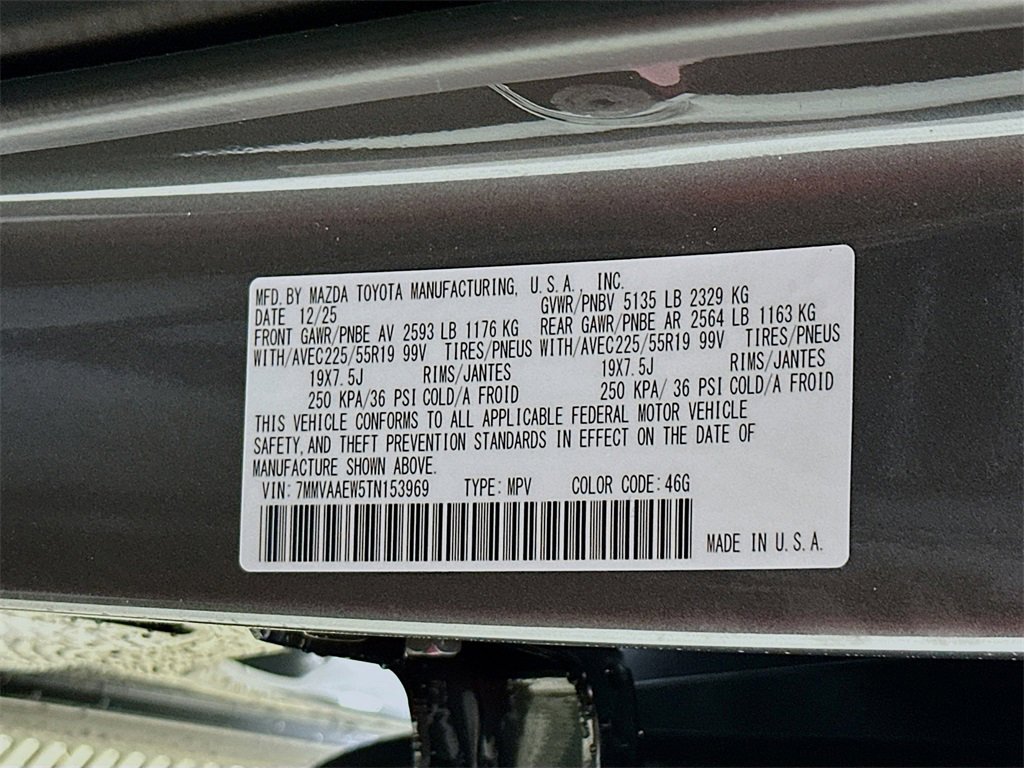 MFD. BY MAZDA TOYOTA MANUFACTURING, U.S.A., INC.
DATE 12/25 GVWR/PNBV 5135 LB 2329 KG
FRONT GAWR/PNBE AV 2593 LB 1176 KG REAR GAWR/PNBE AR 2564 LB 1163 KG
WITH/AVEC225/55R19 99V TIRES/PNEUS WITH/AVEC225/55R19 99V TIRES/PNEUS
19X7.5J RIMS/JANTES 19X7.5J RIMS/JANTES
250 KPA/36 PSI COLD/A FROID 250 KPA/ 36 PSI COLD/A FROID
THIS VEHICLE CONFORMS TO ALL APPLICABLE FEDERAL MOTOR VEHICLE
SAFETY, AND THEFT PREVENTION STANDARDS IN EFFECT ON THE DATE OF
MANUFACTURE SHOWN ABOVE.
VIN: 7MMVAAEW5TN153969 TYPE: MPV COLOR CODE: 46G
MADE IN U.S.A.